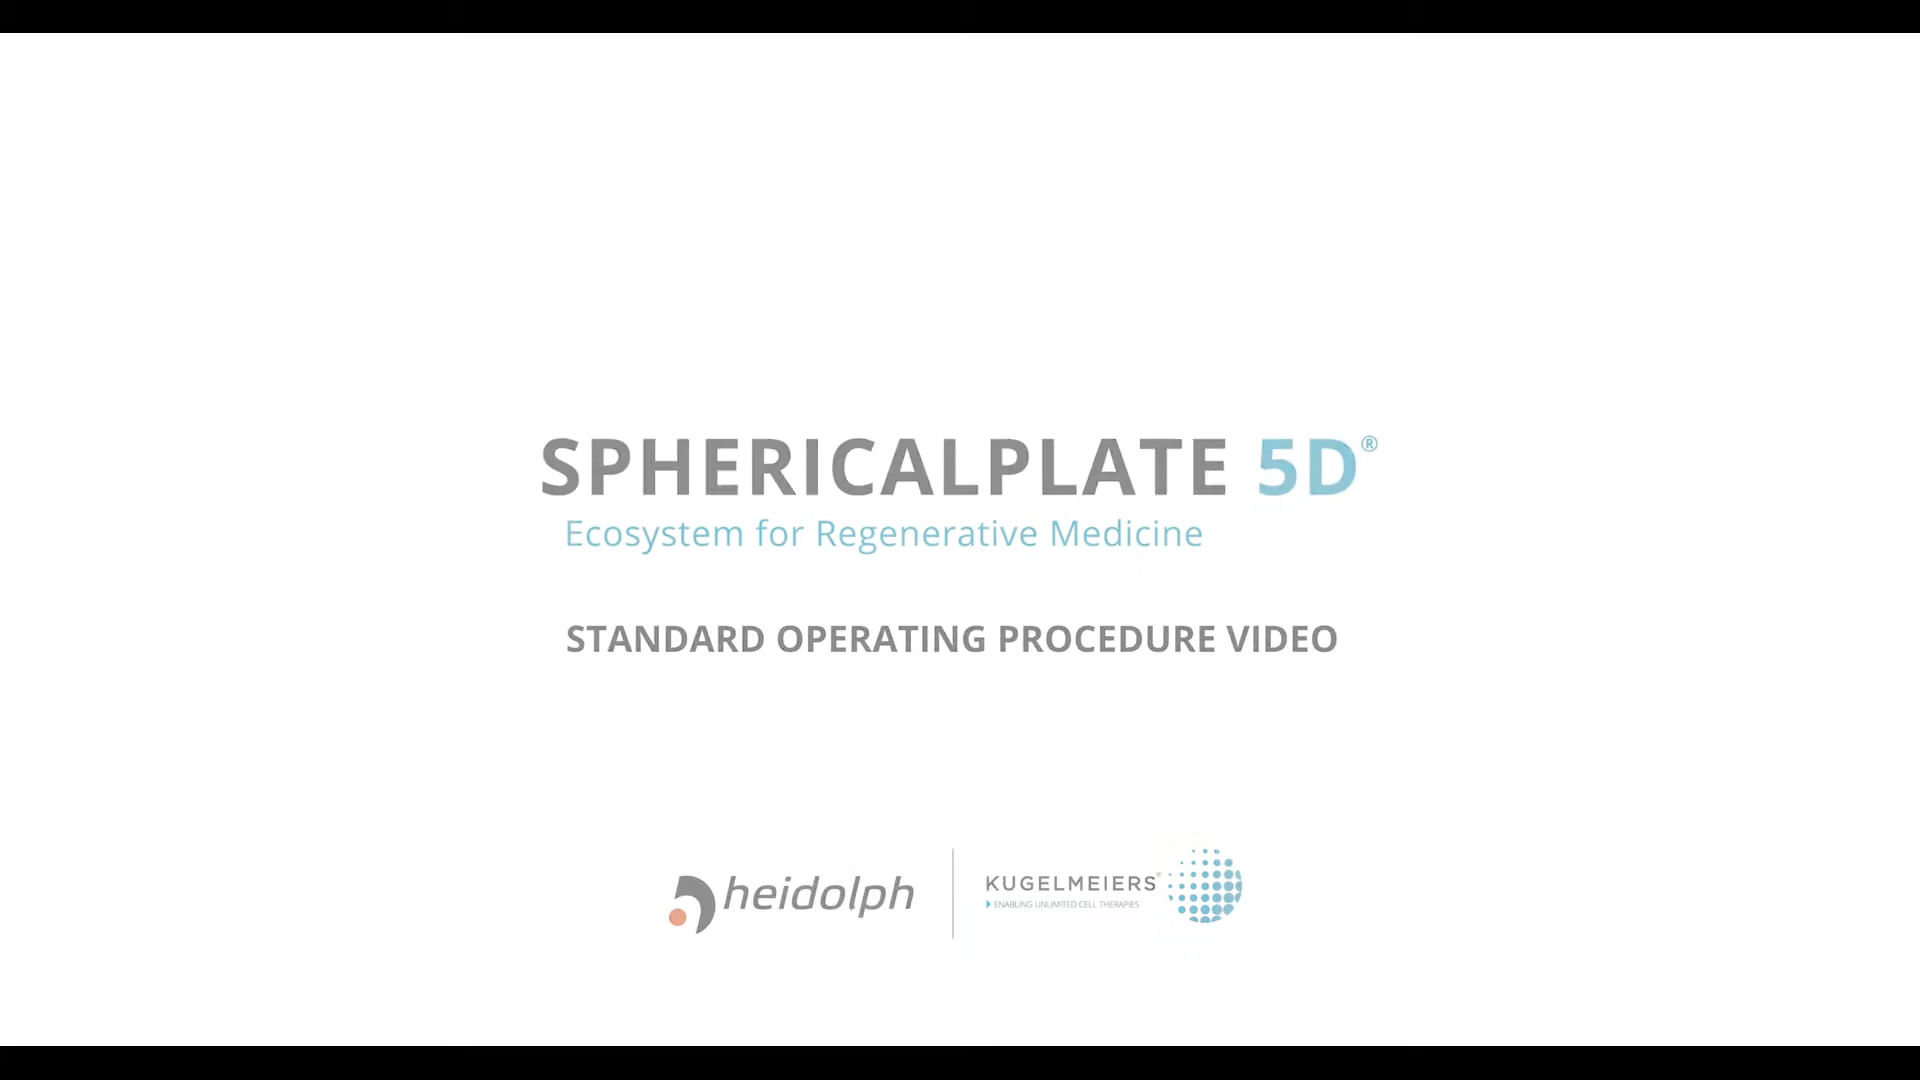 SPHERICALPLATE 5D®
Ecosystem for Regenerative Medicine
STANDARD OPERATING PROCEDURE VIDEO
heidolph
KUGELMEIERS®
ENABLING UNLIMITED CELL THERAPIES